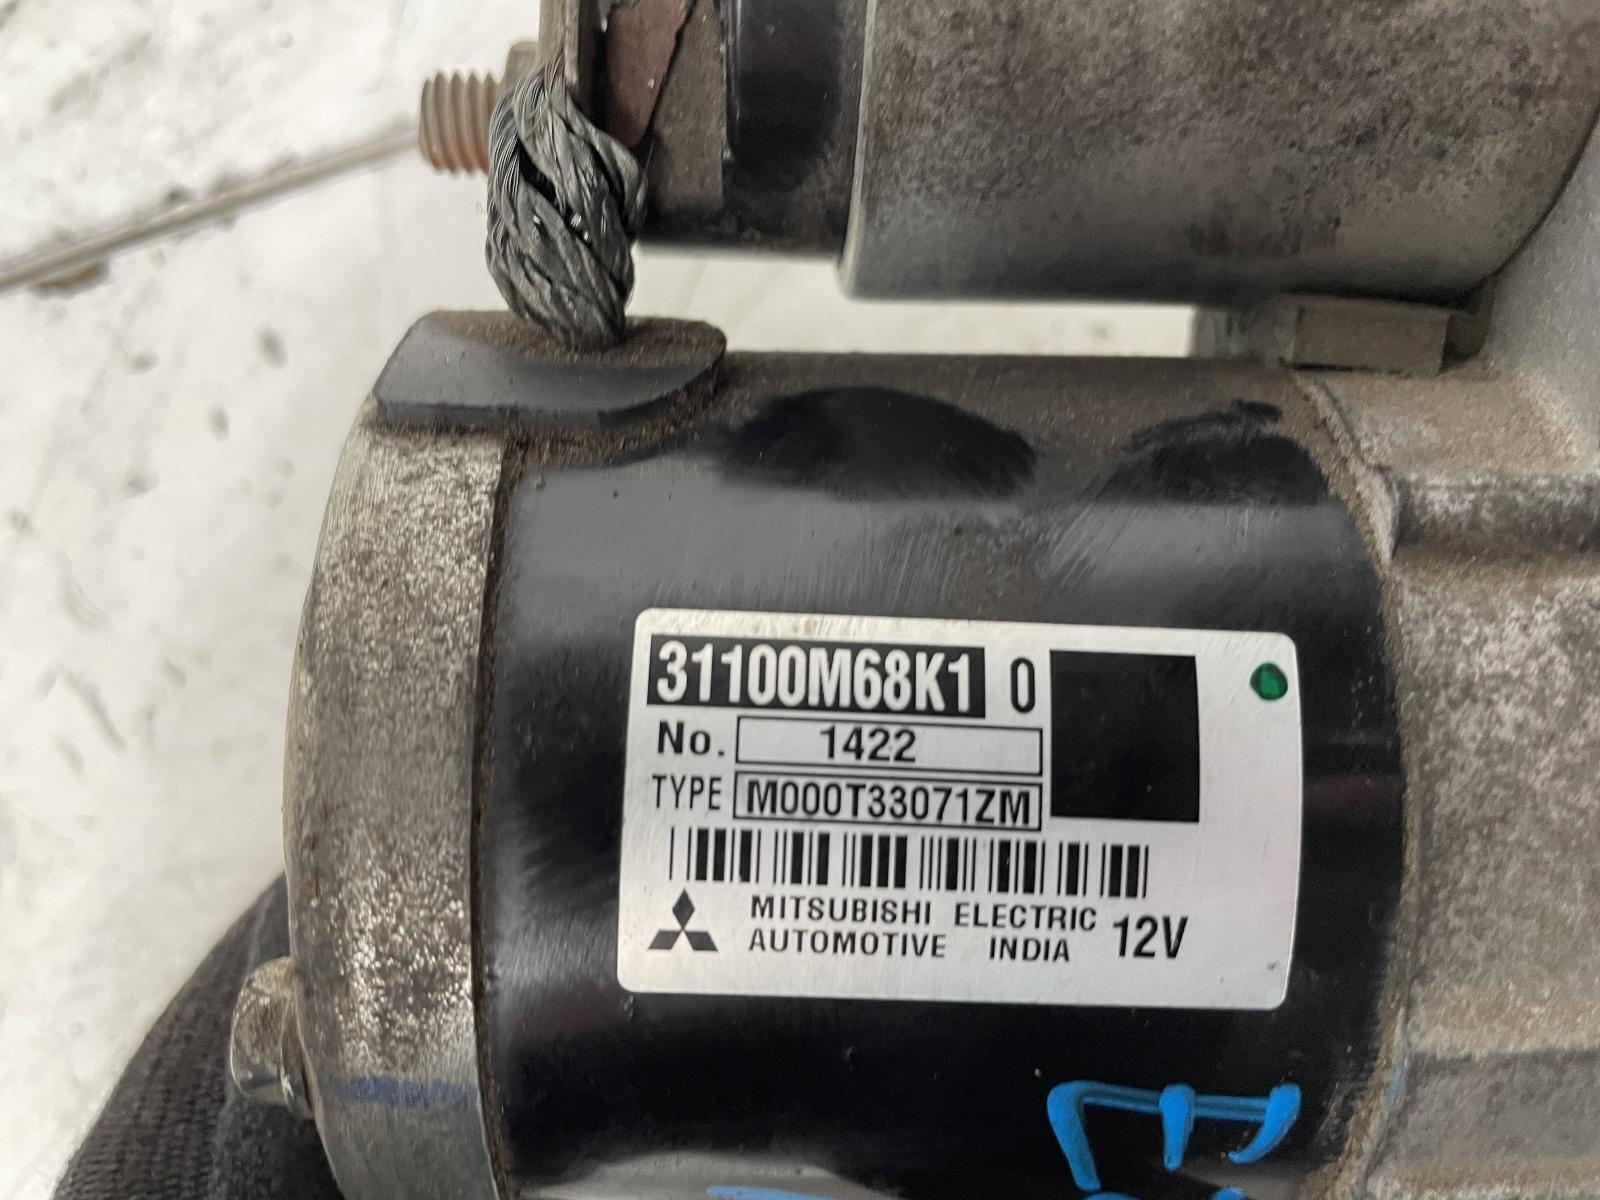 31100M68K1 0
No. 1422
TYPE M000T33071ZM
MITSUBISHI ELECTRIC
AUTOMOTIVE INDIA 12V